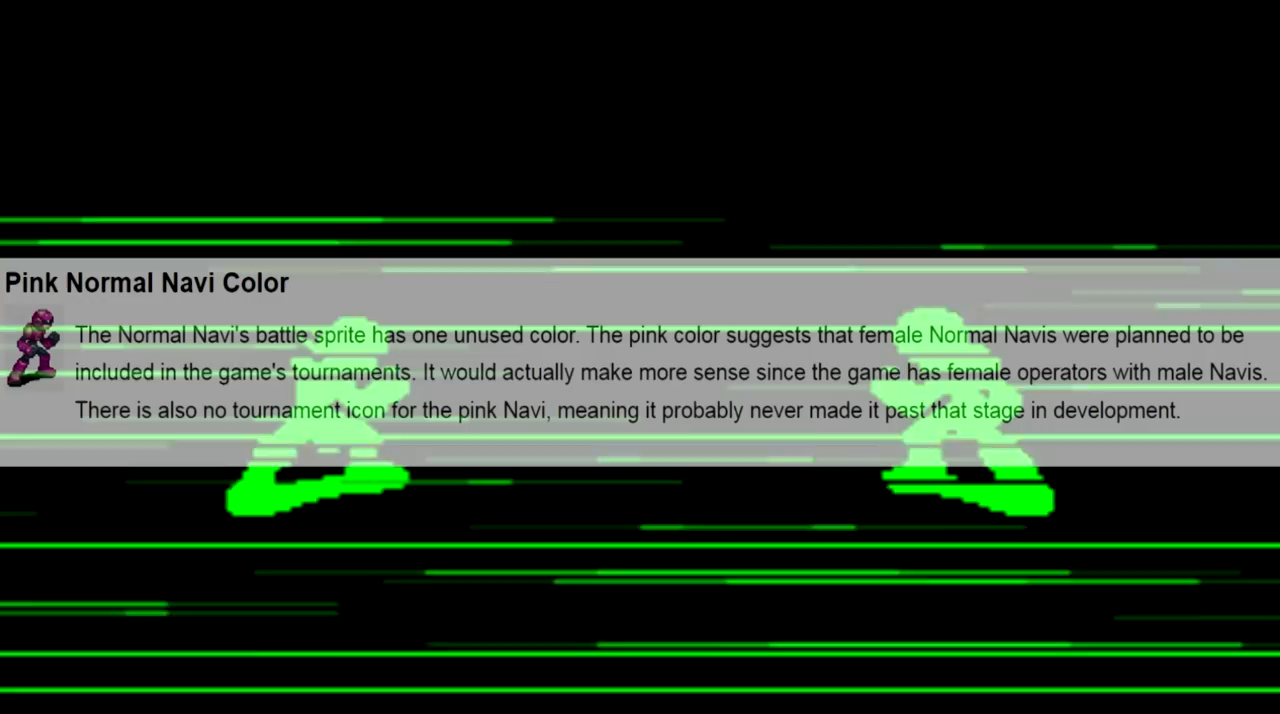 Pink Normal Navi Color
The Normal Navi's battle sprite has one unused color. The pink color suggests that female Normal Navis were planned to be
included in the game's tournaments. It would actually make more sense since the game has female operators with male Navis.
There is also no tournament icon for the pink Navi, meaning it probably never made it past that stage in development.